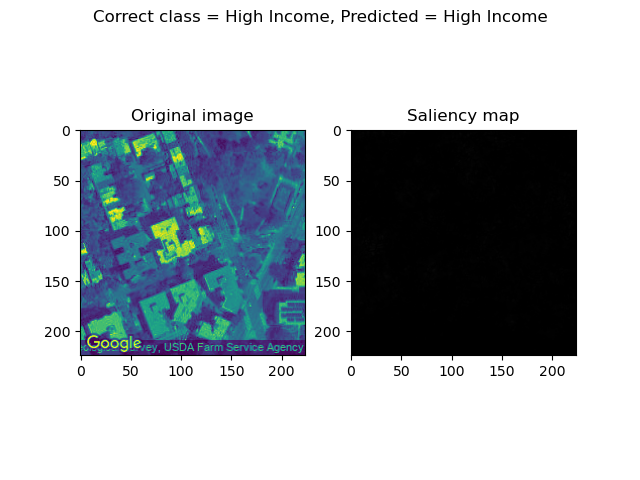 Correct class = High Income, Predicted = High Income
Original image
Saliency map
0
50
100
150
200
0
50
100
150
200
Google
vey, USDA Farm Service Agency
0 50 100 150 200
0 50 100 150 200